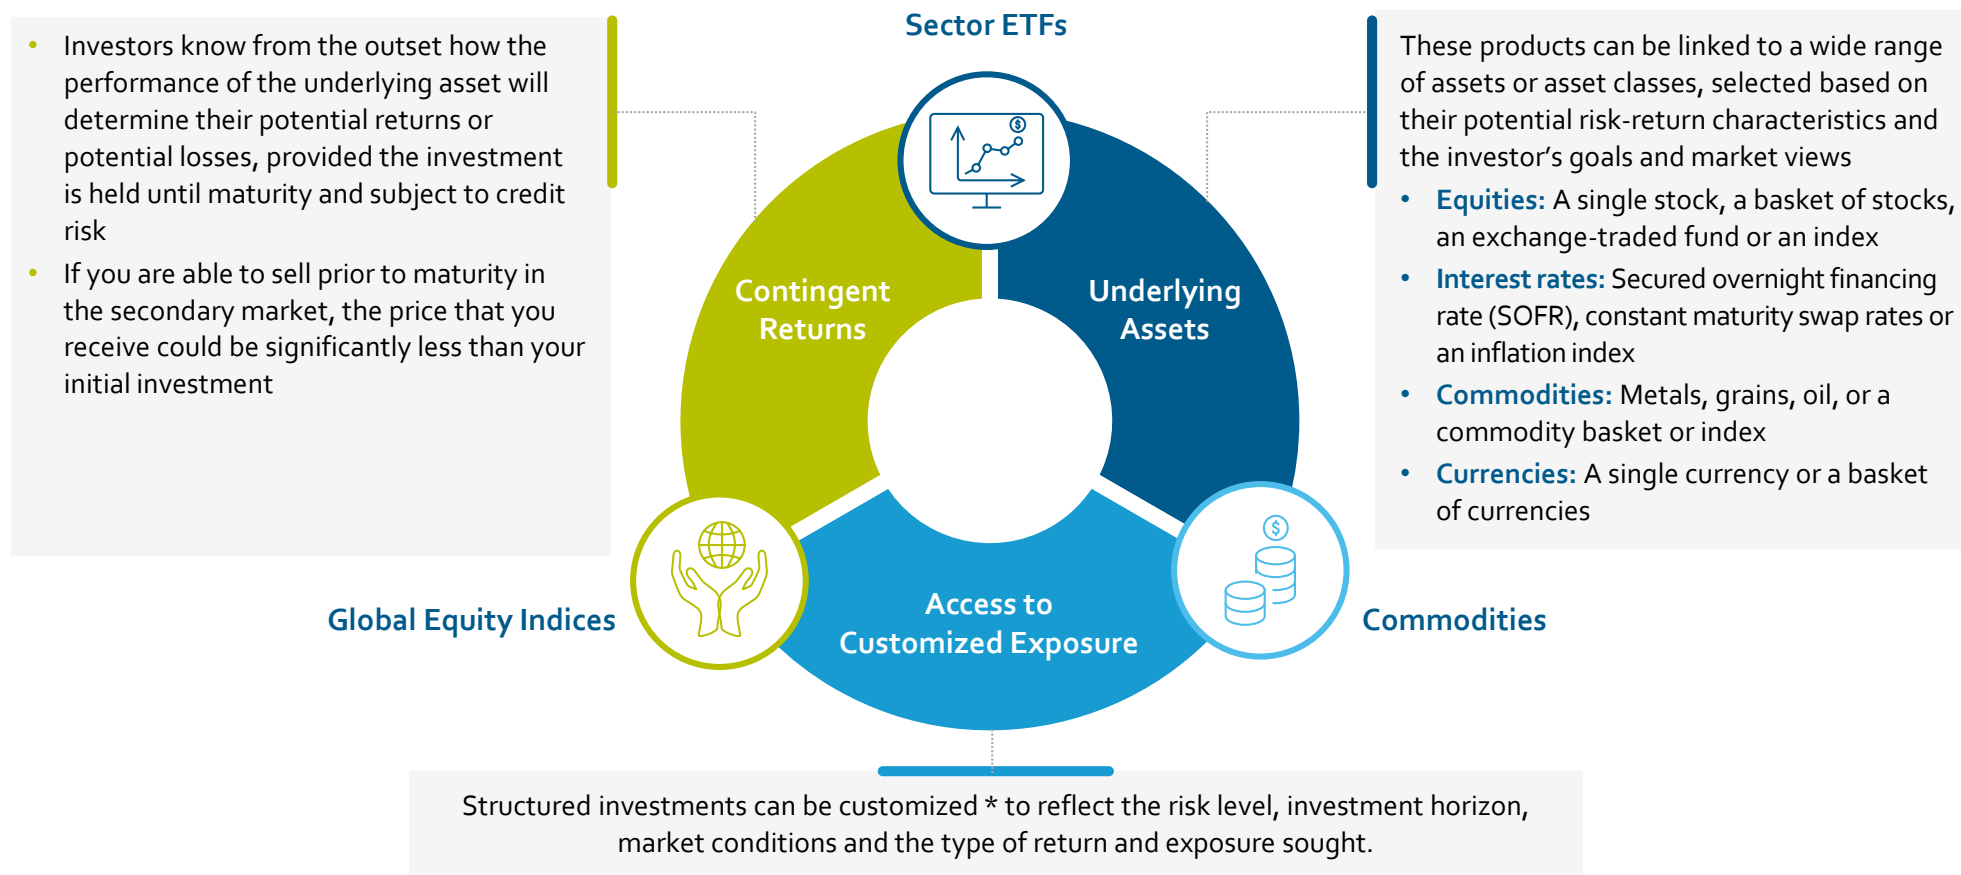 Sector ETFs
• Investors know from the outset how the
performance of the underlying asset will
determine their potential returns or
potential losses, provided the investment
is held until maturity and subject to credit
risk
• If you are able to sell prior to maturity in
the secondary market, the price that you
receive could be significantly less than your
initial investment
These products can be linked to a wide range
of assets or asset classes, selected based on
their potential risk-return characteristics and
the investor’s goals and market views
• Equities: A single stock, a basket of stocks,
an exchange-traded fund or an index
• Interest rates: Secured overnight financing
rate (SOFR), constant maturity swap rates or
an inflation index
• Commodities: Metals, grains, oil, or a
commodity basket or index
• Currencies: A single currency or a basket
of currencies
$
Contingent
Returns
Underlying
Assets
$
Global Equity Indices
Access to
Customized Exposure
Commodities
Structured investments can be customized * to reflect the risk level, investment horizon,
market conditions and the type of return and exposure sought.